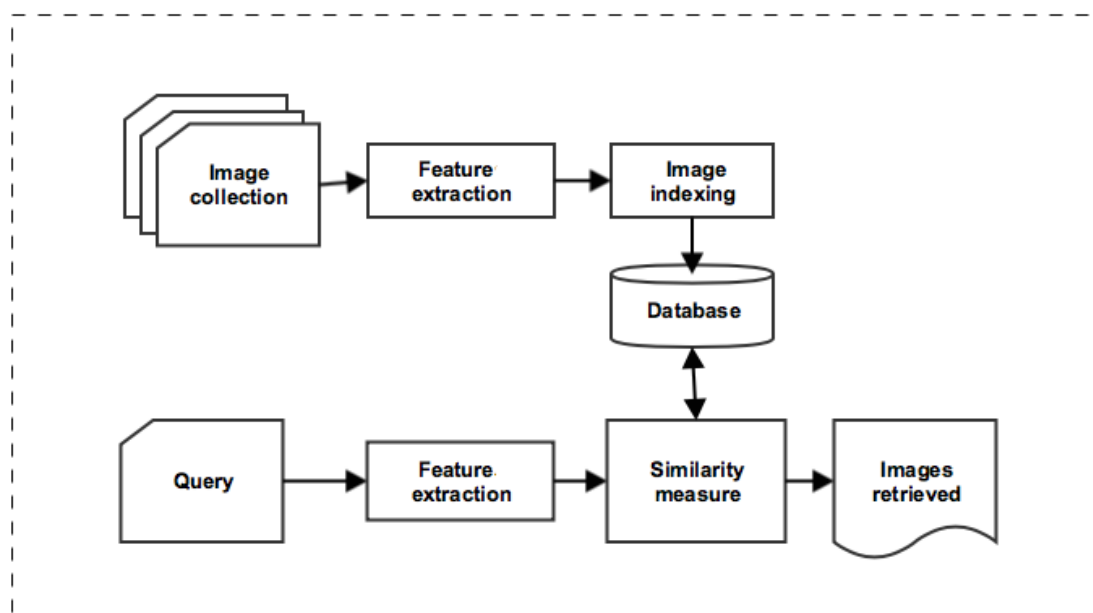 Image
collection
Feature
extraction
Image
indexing
Database
Query
Feature
extraction
Similarity
measure
Images
retrieved